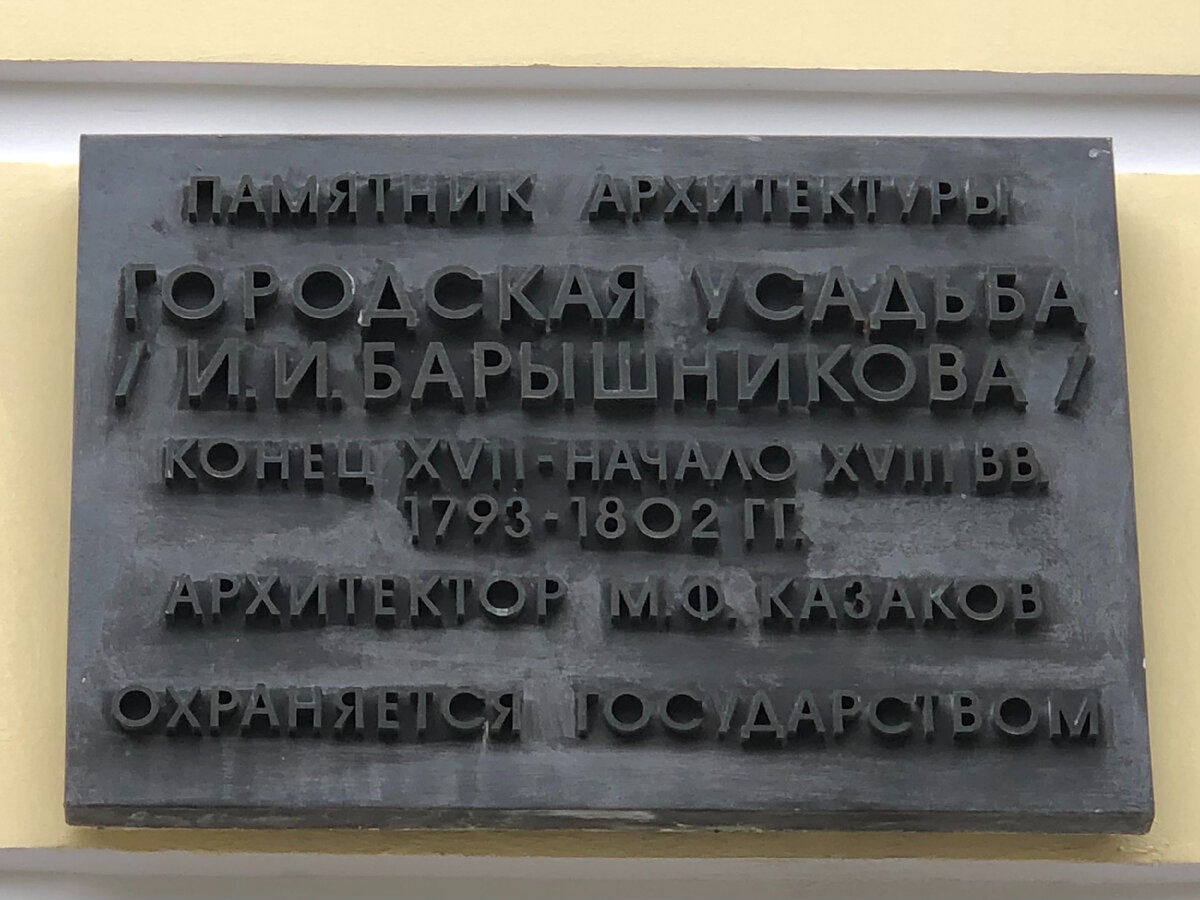 ПАМЯТНИК АРХИТЕКТУРЫ
ГОРОДСКАЯ УСАДЬБА
/ И.И.БАРЫШНИКОВА /
КОНЕЦ XVII-НАЧАЛО XVIII ВВ.
1793-1802 ГГ.
АРХИТЕКТОР М.Ф.КАЗАКОВ
ОХРАНЯЕТСЯ ГОСУДАРСТВОМ